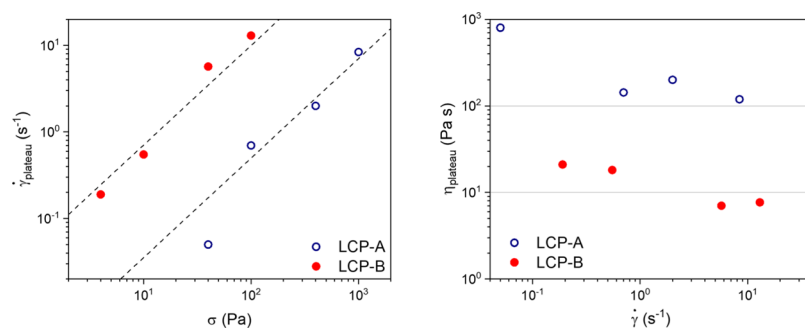 10¹
10⁰
10⁻¹
γ̇plateau (s⁻¹)
LCP-A
LCP-B
10¹
10²
10³
σ (Pa)
10³
10²
10¹
10⁰
ηplateau (Pa s)
LCP-A
LCP-B
10⁻¹
10⁰
10¹
γ̇ (s⁻¹)